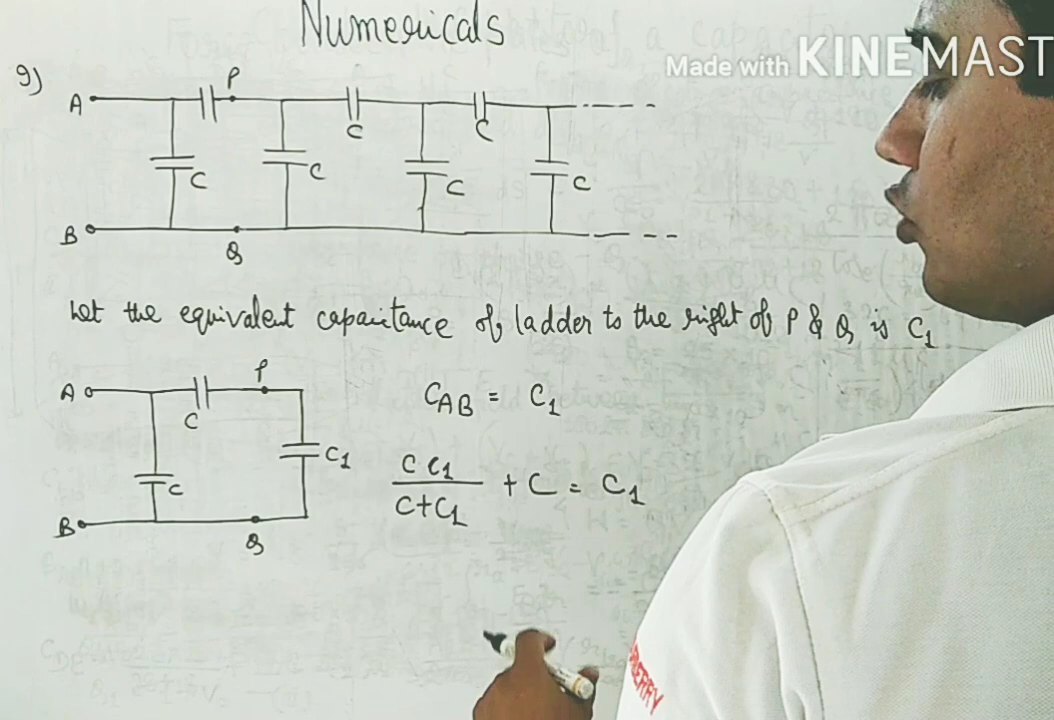 Numericals
Made with KINEMAST
9)
A P
C C
C C C C
B Q
Let the equivalent capacitance of ladder to the right of P & Q is C1
A P
C
C C1
B Q
CAB = C1
CC1/C+C1 + C = C1
BERRY